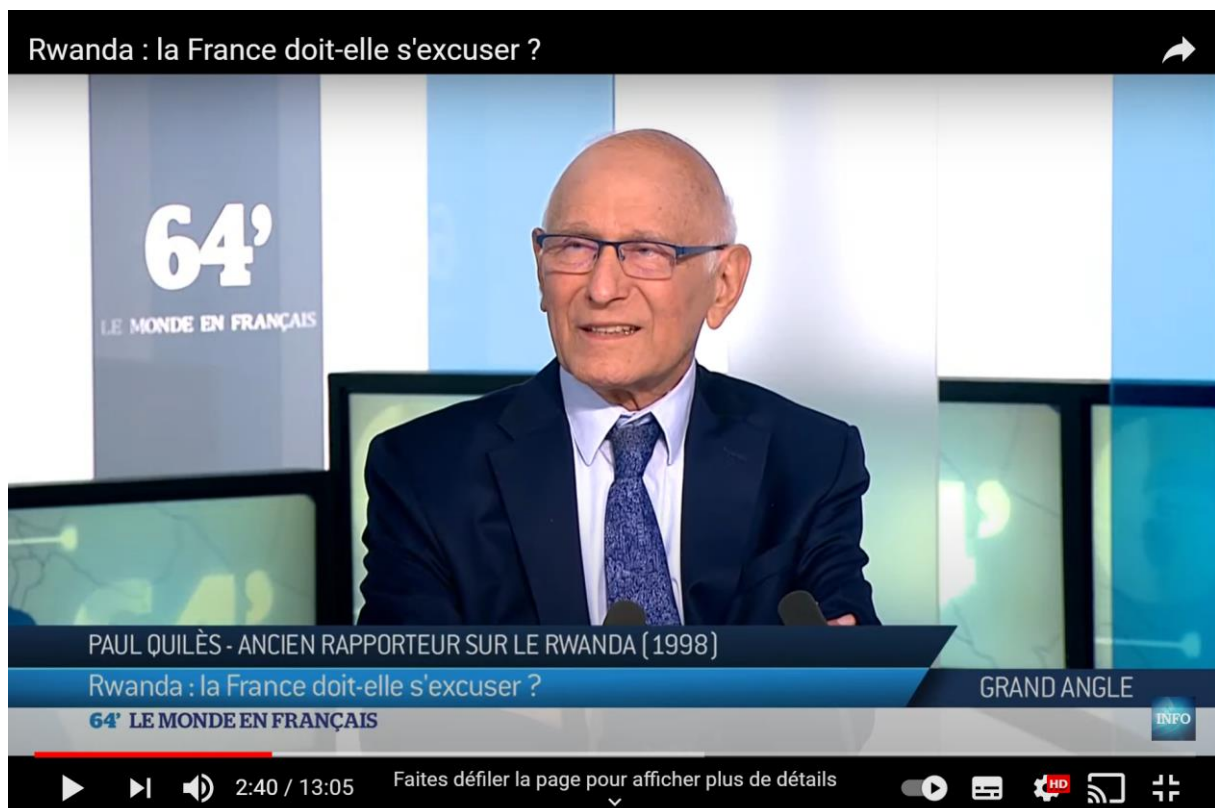 Rwanda : la France doit-elle s'excuser ?
64'
LE MONDE EN FRANÇAIS
PAUL QUILÈS - ANCIEN RAPPORTEUR SUR LE RWANDA (1998)
Rwanda : la France doit-elle s'excuser ?
GRAND ANGLE
64' LE MONDE EN FRANÇAIS
INFO
2:40 / 13:05
Faites défiler la page pour afficher plus de détails
HD